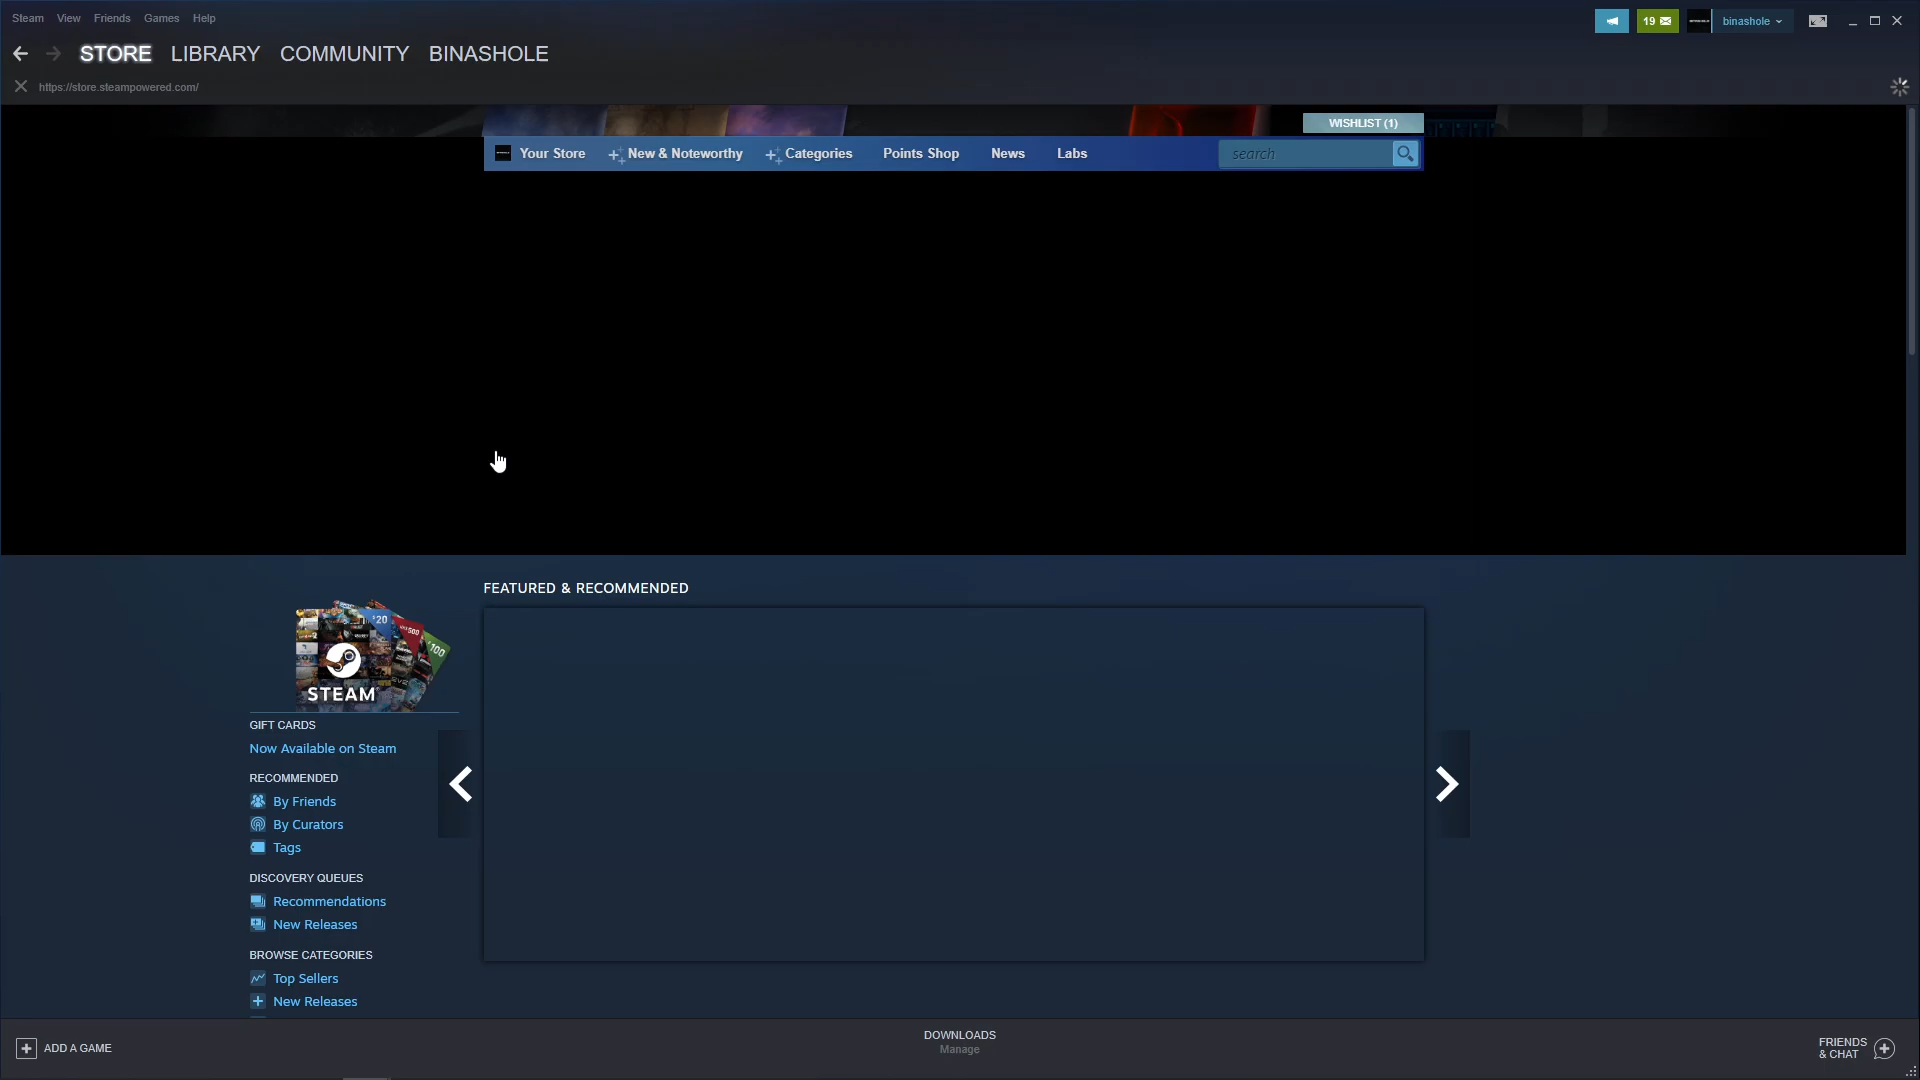 Steam View Friends Games Help
19
binashole
STORE LIBRARY COMMUNITY BINASHOLE
https://store.steampowered.com/
WISHLIST (1)
Your Store New & Noteworthy Categories Points Shop News Labs
search
FEATURED & RECOMMENDED
$20
$100
STEAM
GIFT CARDS
Now Available on Steam
RECOMMENDED
By Friends
By Curators
Tags
DISCOVERY QUEUES
Recommendations
New Releases
BROWSE CATEGORIES
Top Sellers
New Releases
ADD A GAME
DOWNLOADS
Manage
FRIENDS
& CHAT